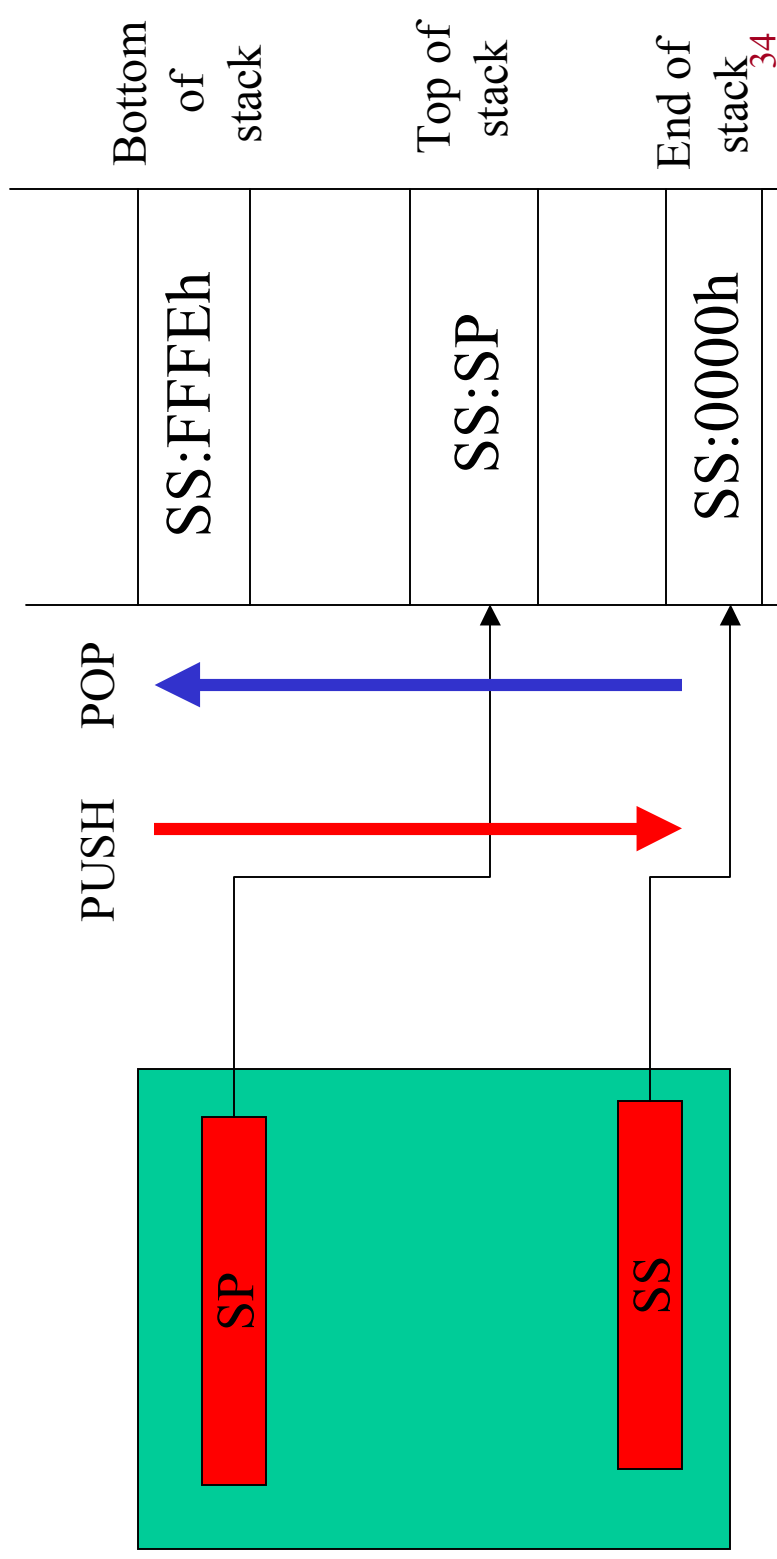 PUSH
POP
SP
SS
SS:FFFEh
SS:SP
SS:0000h
Bottom
of
stack
Top of
stack
End of
stack
34